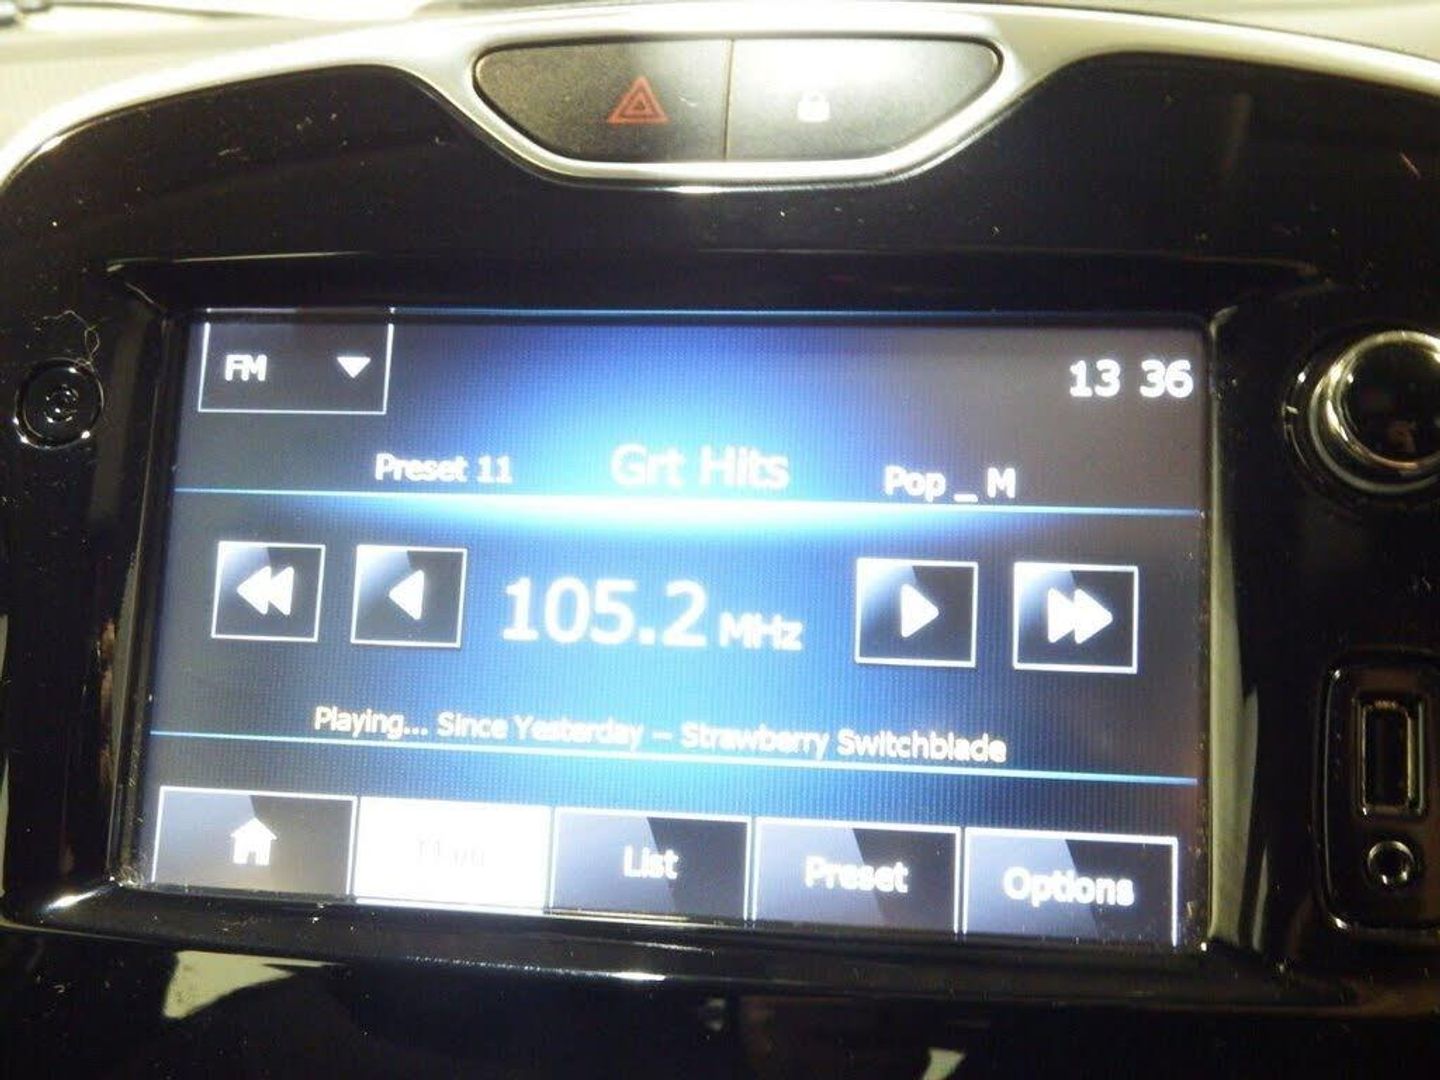 FM
13 36
Preset 11
Grt Hits
Pop _ M
105.2 MHz
Playing... Since Yesterday – Strawberry Switchblade
List
Preset
Options